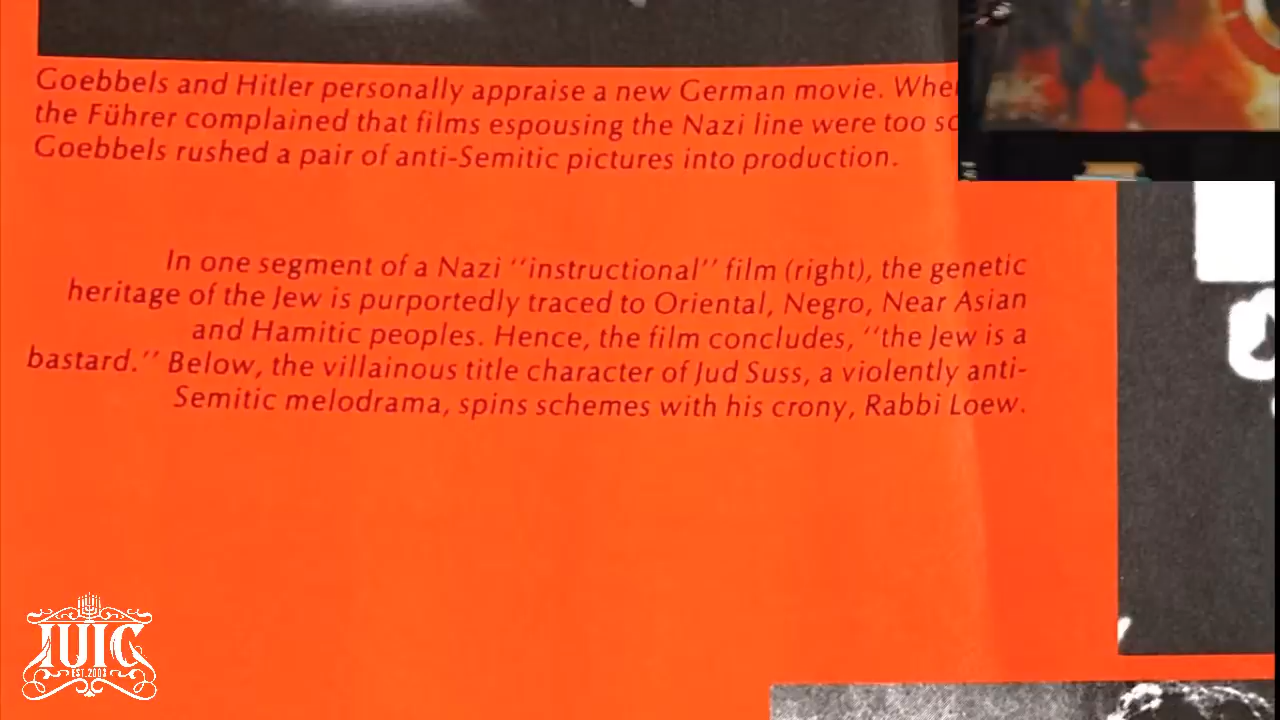 Goebbels and Hitler personally appraise a new German movie.
the Führer complained that films espousing the Nazi line were too
Goebbels rushed a pair of anti-Semitic pictures into production.
In one segment of a Nazi ''instructional'' film (right), the genetic
heritage of the Jew is purportedly traced to Oriental, Negro, Near Asian
and Hamitic peoples. Hence, the film concludes, ''the Jew is a
bastard.'' Below, the villainous title character of Jud Suss, a violently anti-
Semitic melodrama, spins schemes with his crony, Rabbi Loew.
IUIC
EST. 2003